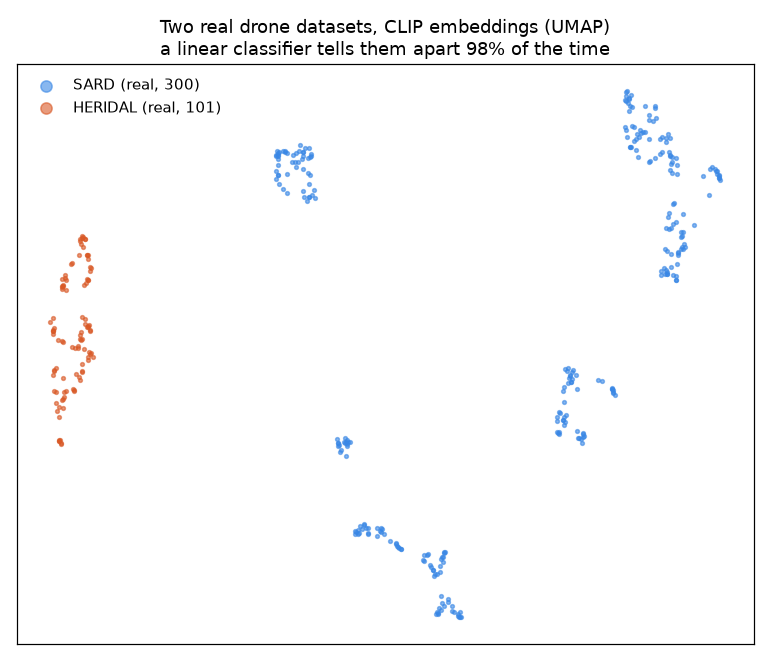 Two real drone datasets, CLIP embeddings (UMAP)
a linear classifier tells them apart 98% of the time
SARD (real, 300)
HERIDAL (real, 101)